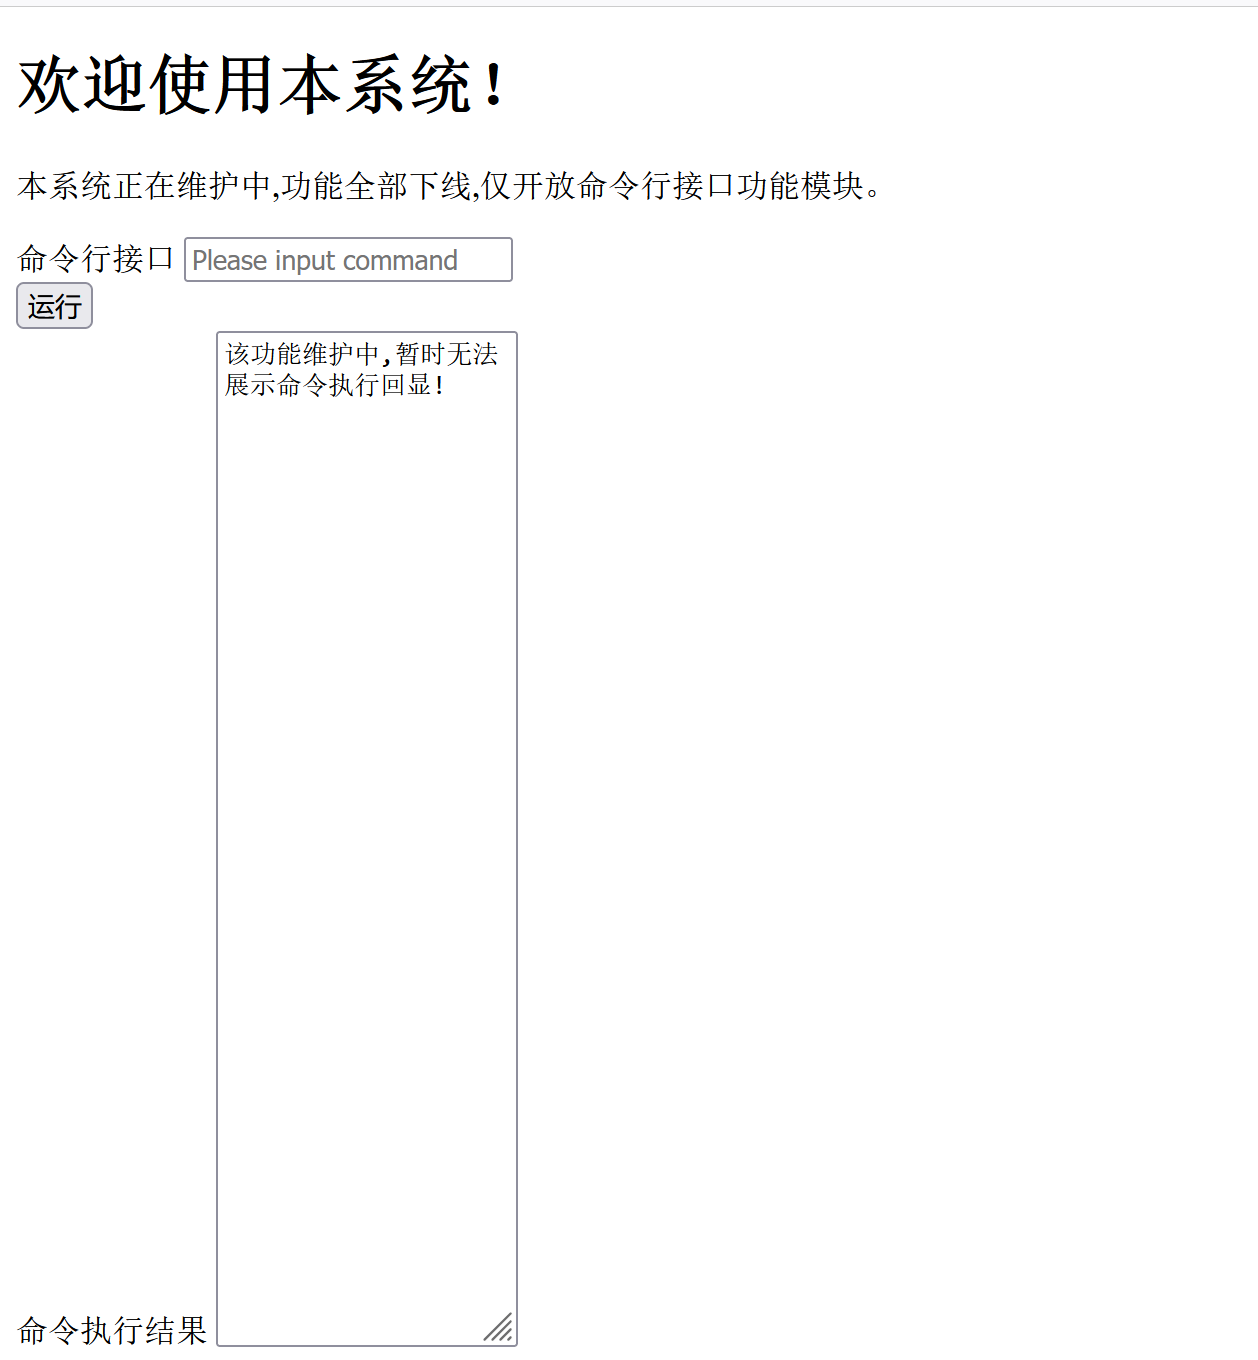 欢迎使用本系统!
本系统正在维护中,功能全部下线,仅开放命令行接口功能模块。
命令行接口 Please input command
运行
该功能维护中,暂时无法
展示命令执行回显!
命令执行结果